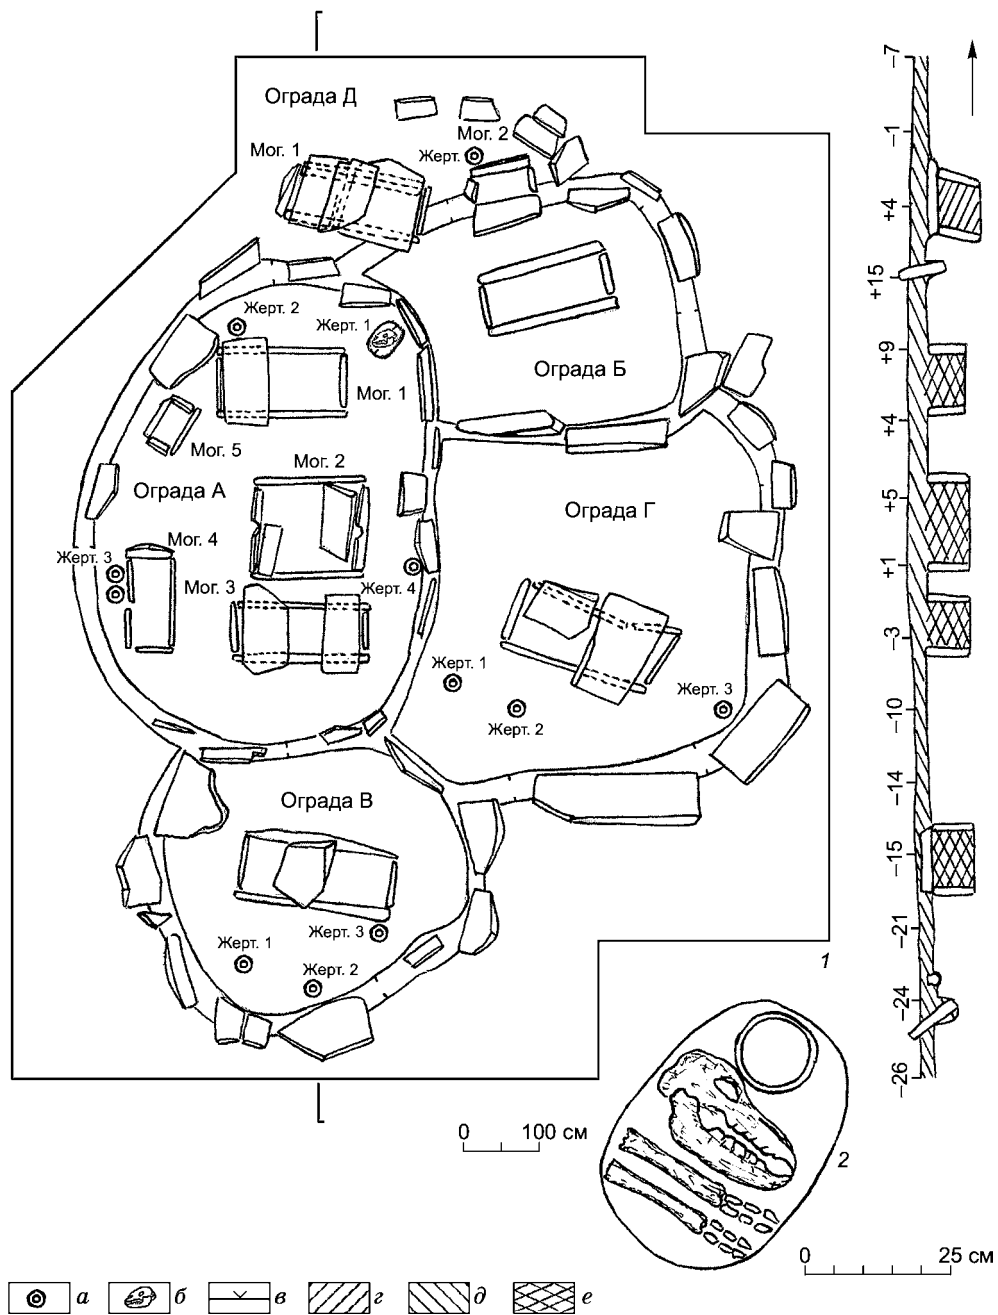 Ограда Д
Мог. 2
Жерт.
Мог. 1
Жерт. 2
Жерт. 1
Ограда Б
Мог. 1
Мог. 5
Мог. 2
Ограда А
Ограда Г
Мог. 4
Жерт. 3
Мог. 3
Жерт. 4
Жерт. 1
Жерт. 3
Жерт. 2
Ограда В
Жерт. 3
Жерт. 1
Жерт. 2
1
–7
–1
+4
+15
+9
+4
+5
+1
–3
–10
–14
–15
–21
–24
–26
0 100 см
2
0 25 см
а б в г д е